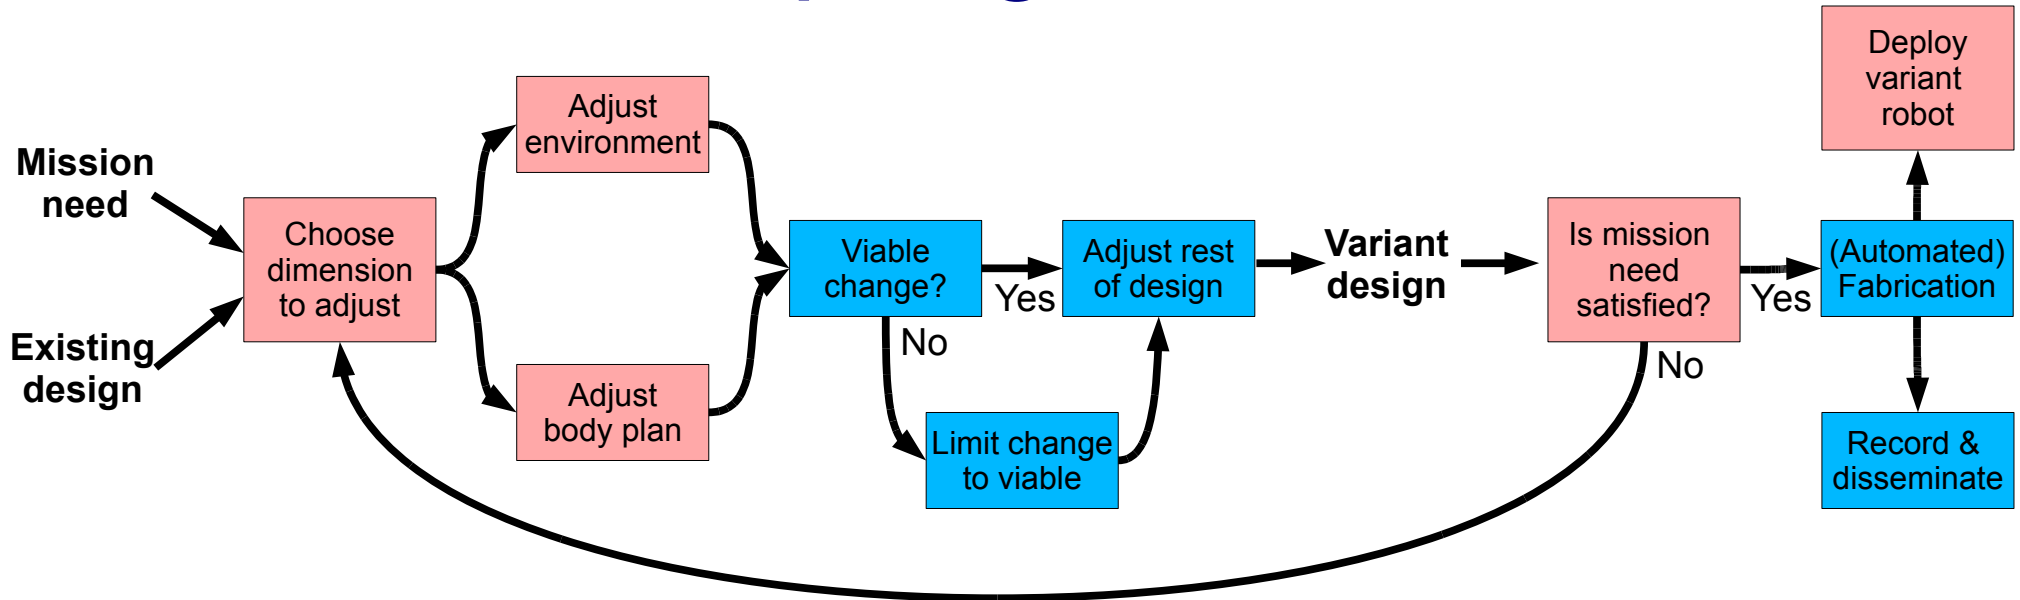 Mission
need
Existing
design
Choose
dimension
to adjust
Adjust
environment
Adjust
body plan
Viable
change?
Yes
No
Limit change
to viable
Adjust rest
of design
Variant
design
Is mission
need
satisfied?
Yes
No
(Automated)
Fabrication
Deploy
variant
robot
Record &
disseminate